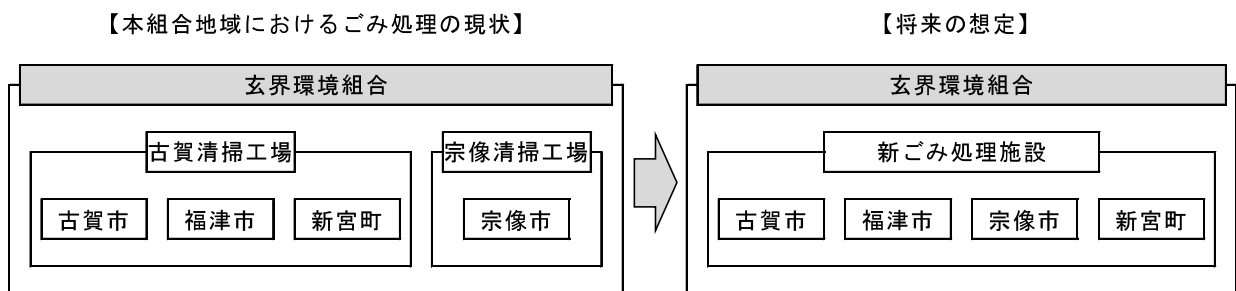 【本組合地域におけるごみ処理の現状】
玄界環境組合
古賀清掃工場
古賀市
福津市
新宮町
宗像清掃工場
宗像市
【将来の想定】
玄界環境組合
新ごみ処理施設
古賀市
福津市
宗像市
新宮町